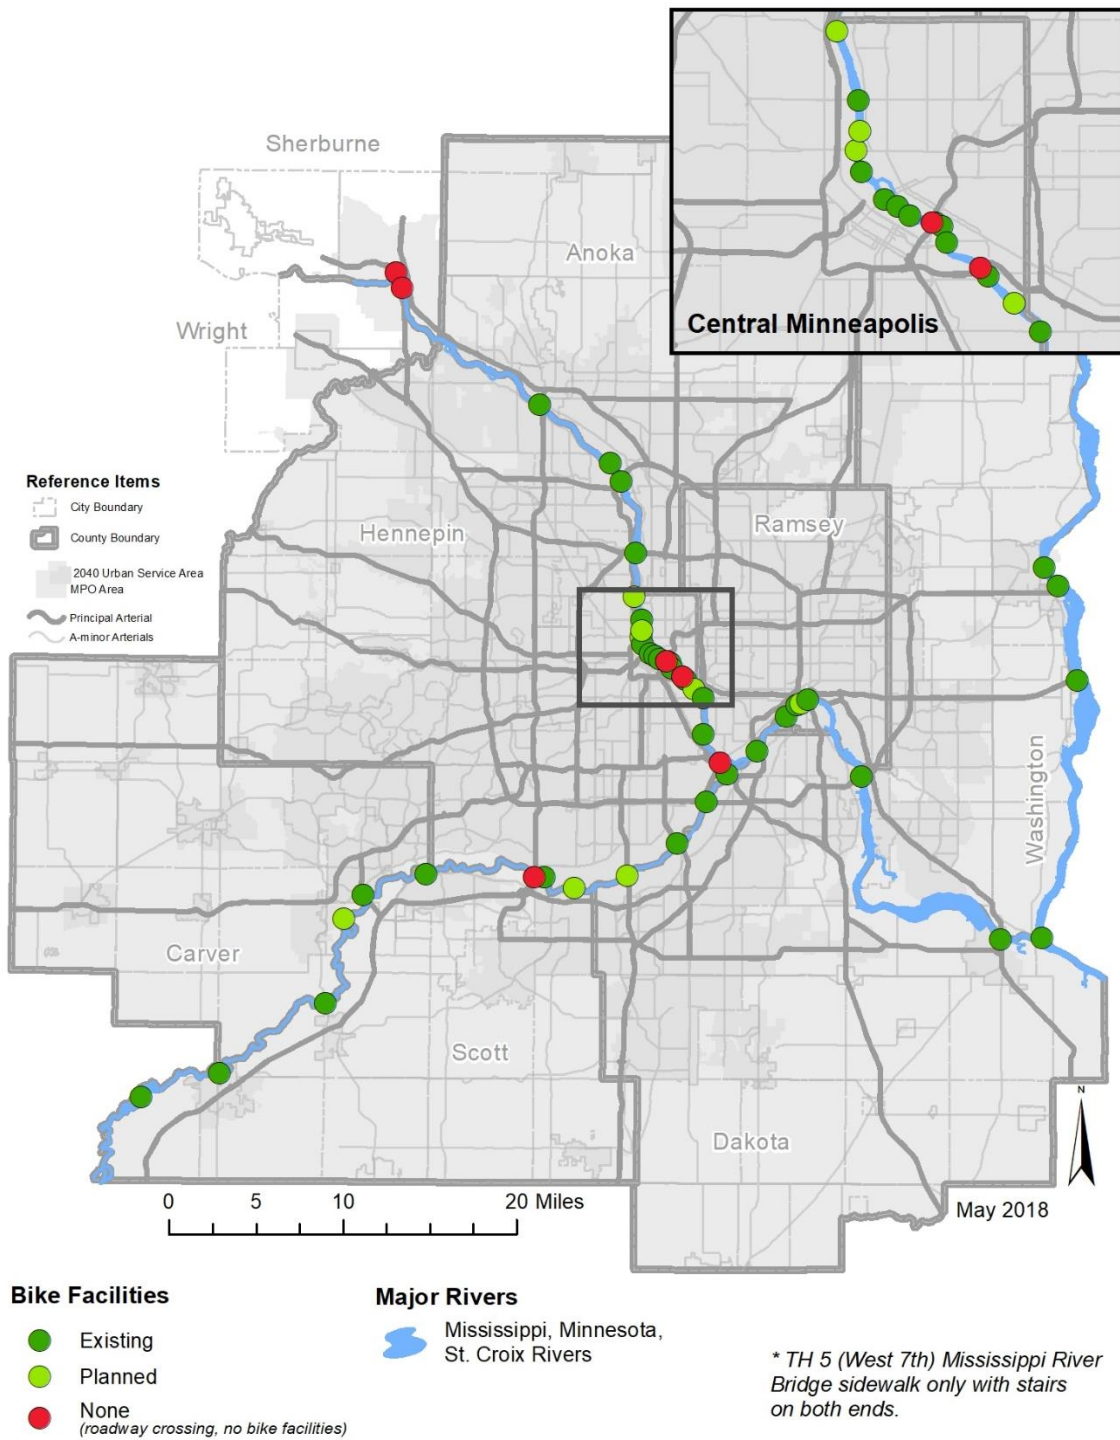 Sherburne
Anoka
Wright
Central Minneapolis
Reference Items
City Boundary
County Boundary
2040 Urban Service Area
MPO Area
Principal Arterial
A-minor Arterials
Hennepin
Ramsey
Washington
Carver
Scott
Dakota
N
0 5 10 20 Miles
May 2018
Bike Facilities
Existing
Planned
None
(roadway crossing, no bike facilities)
Major Rivers
Mississippi, Minnesota,
St. Croix Rivers
* TH 5 (West 7th) Mississippi River
Bridge sidewalk only with stairs
on both ends.